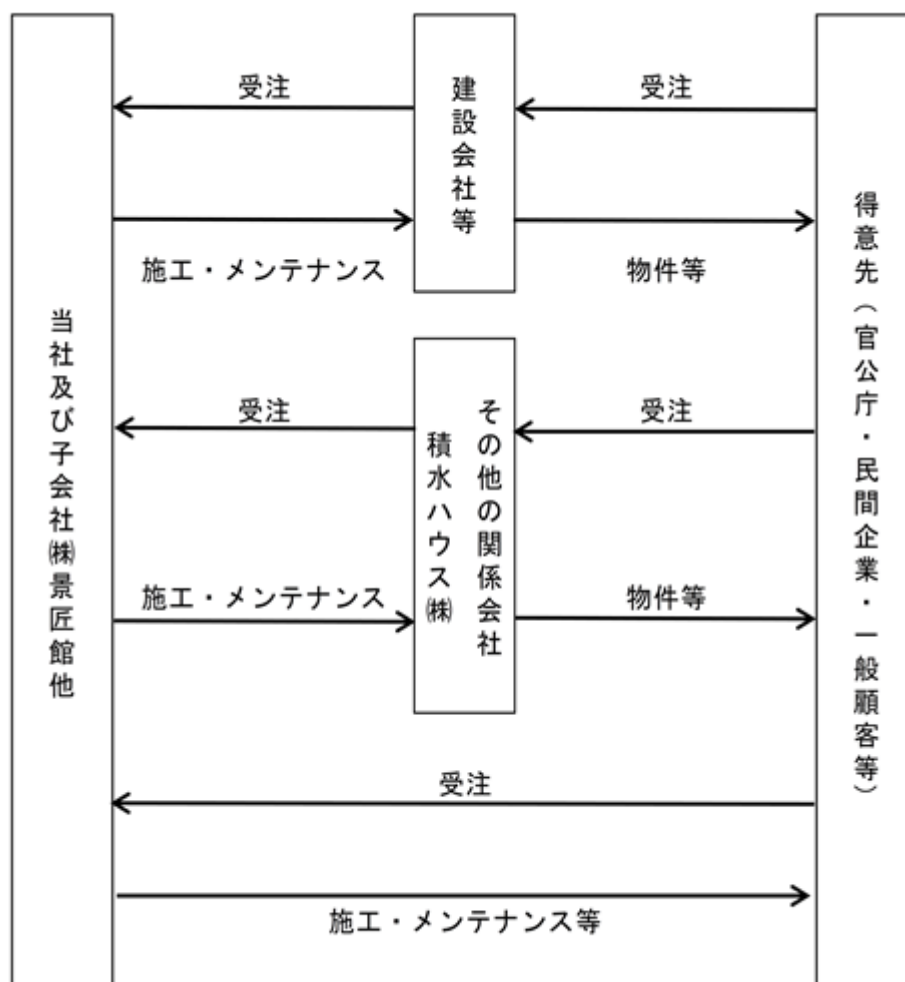 当社及び子会社㈱景匠館他
受注
建設会社等
受注
施工・メンテナンス
物件等
受注
その他の関係会社
積水ハウス㈱
受注
施工・メンテナンス
物件等
受注
施工・メンテナンス等
得意先（官公庁・民間企業・一般顧客等）